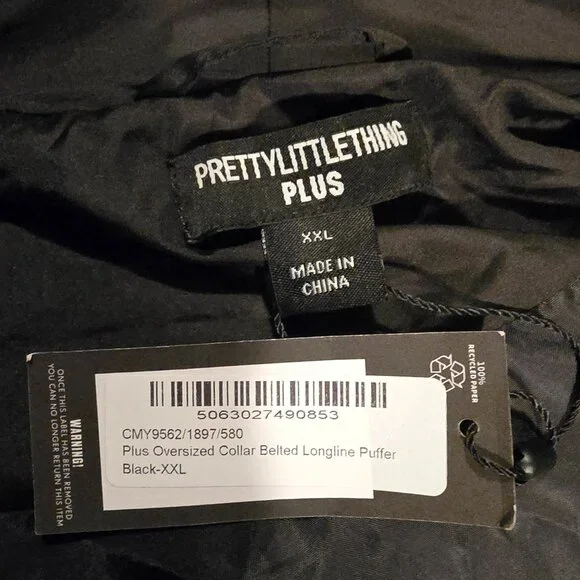 PRETTYLITTLETHING
PLUS
XXL
MADE IN
CHINA
100%
RECYCLED PAPER
5063027490853
CMY9562/1897/580
Plus Oversized Collar Belted Longline Puffer
Black-XXL
WARNING!
ONCE THIS LABEL HAS BEEN REMOVED
YOU CAN NO LONGER RETURN THIS ITEM